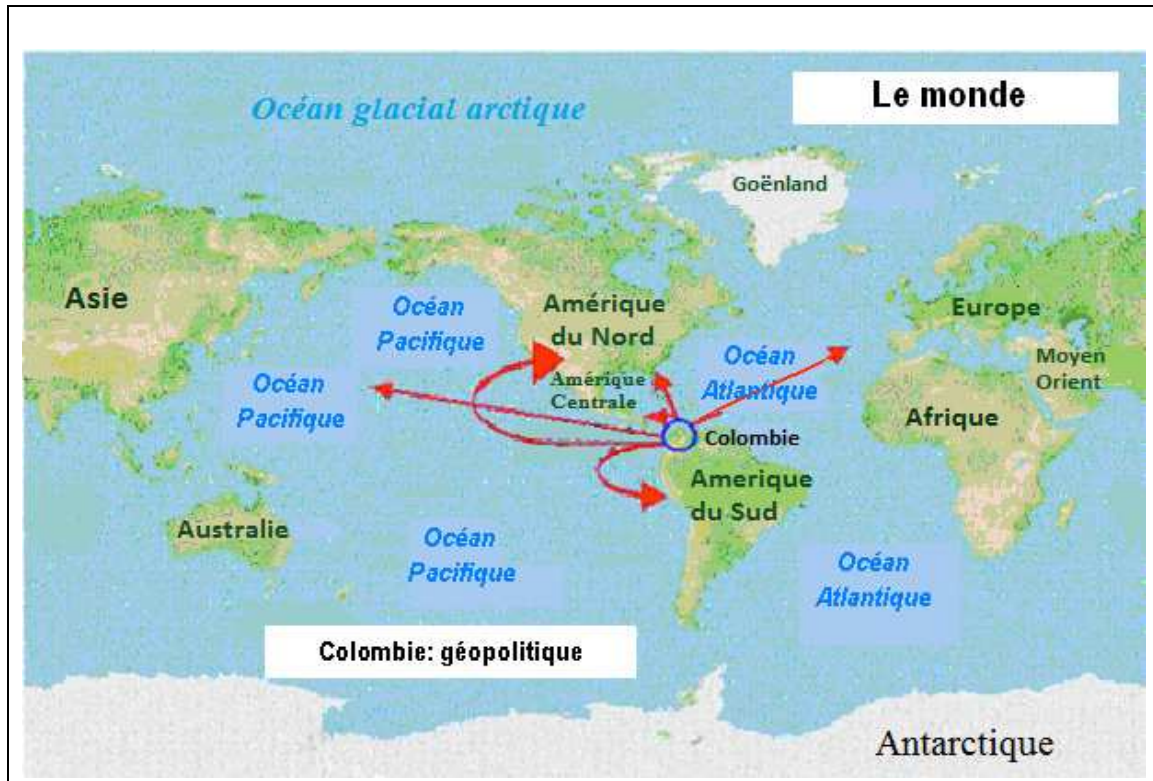 Le monde
Océan glacial arctique
Goënland
Asie
Océan
Pacifique
Amérique
du Nord
Europe
Océan
Pacifique
Amérique
Centrale
Océan
Atlantique
Moyen
Orient
Afrique
Colombie
Amerique
du Sud
Australie
Océan
Pacifique
Océan
Atlantique
Colombie: géopolitique
Antarctique